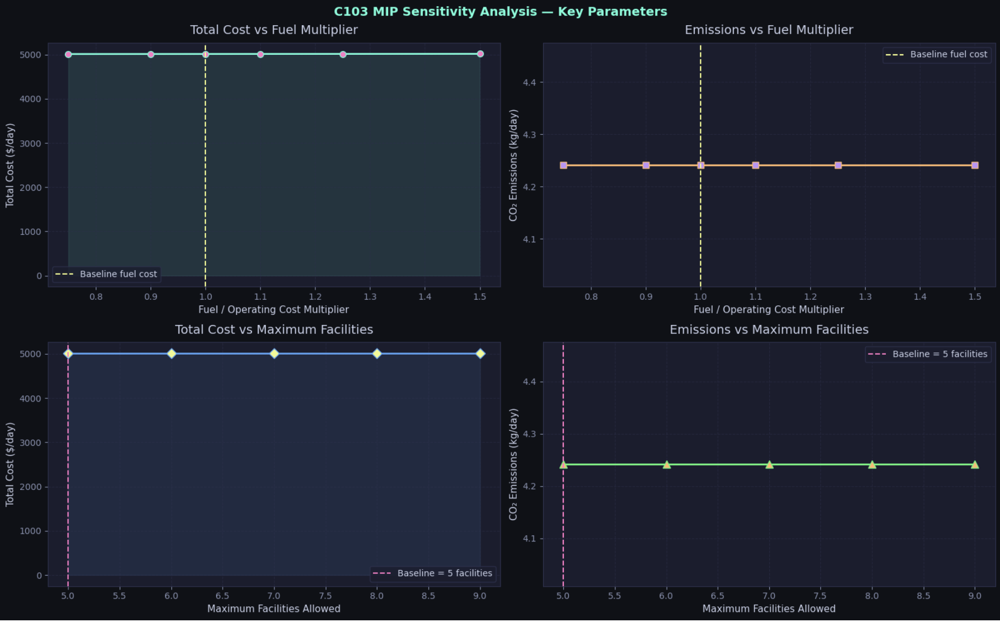 C103 MIP Sensitivity Analysis — Key Parameters
Total Cost vs Fuel Multiplier
Total Cost ($/day)
5000
4000
3000
2000
1000
0
Baseline fuel cost
0.8 0.9 1.0 1.1 1.2 1.3 1.4 1.5
Fuel / Operating Cost Multiplier
Emissions vs Fuel Multiplier
CO₂ Emissions (kg/day)
4.4
4.3
4.2
4.1
Baseline fuel cost
0.8 0.9 1.0 1.1 1.2 1.3 1.4 1.5
Fuel / Operating Cost Multiplier
Total Cost vs Maximum Facilities
Total Cost ($/day)
5000
4000
3000
2000
1000
0
Baseline = 5 facilities
5.0 5.5 6.0 6.5 7.0 7.5 8.0 8.5 9.0
Maximum Facilities Allowed
Emissions vs Maximum Facilities
CO₂ Emissions (kg/day)
4.4
4.3
4.2
4.1
Baseline = 5 facilities
5.0 5.5 6.0 6.5 7.0 7.5 8.0 8.5 9.0
Maximum Facilities Allowed